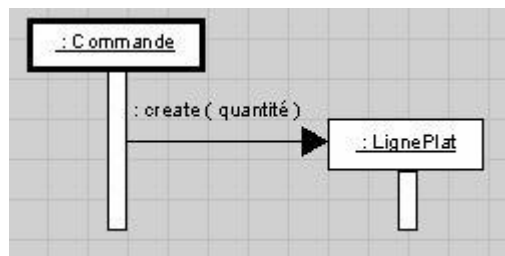 : Commande
: create ( quantité )
: LignePlat